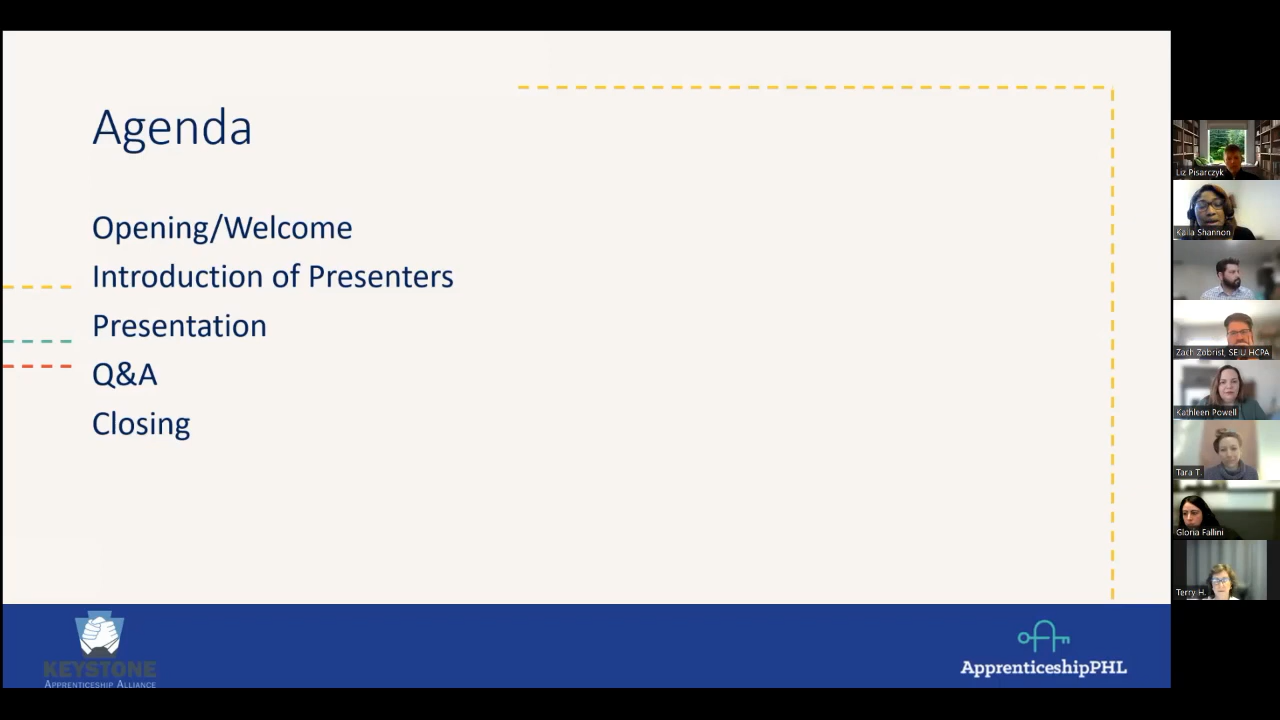 Agenda
Opening/Welcome
Introduction of Presenters
Presentation
Q&A
Closing
KEYSTONE
APPRENTICESHIP ALLIANCE
ApprenticeshipPHL
Liz Pisarczyk
Kaila Shannon
Zach Zobrist, SEIU HCPA
Kathleen Powell
Tara T.
Gloria Fallini
Terry H.